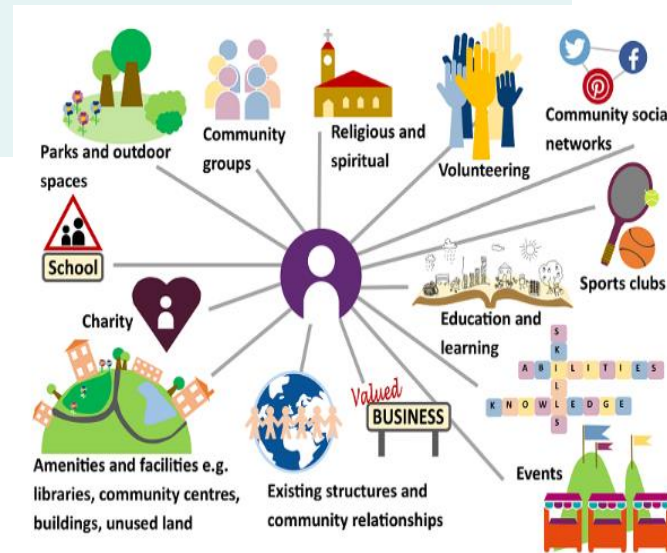 Parks and outdoor
spaces
Community
groups
Religious and
spiritual
Volunteering
Community social
networks
School
Charity
Education and
learning
Sports clubs
SKILLS
ABILITIES
KNOWLEDGE
Amenities and facilities e.g.
libraries, community centres,
buildings, unused land
Existing structures and
community relationships
Valued
BUSINESS
Events